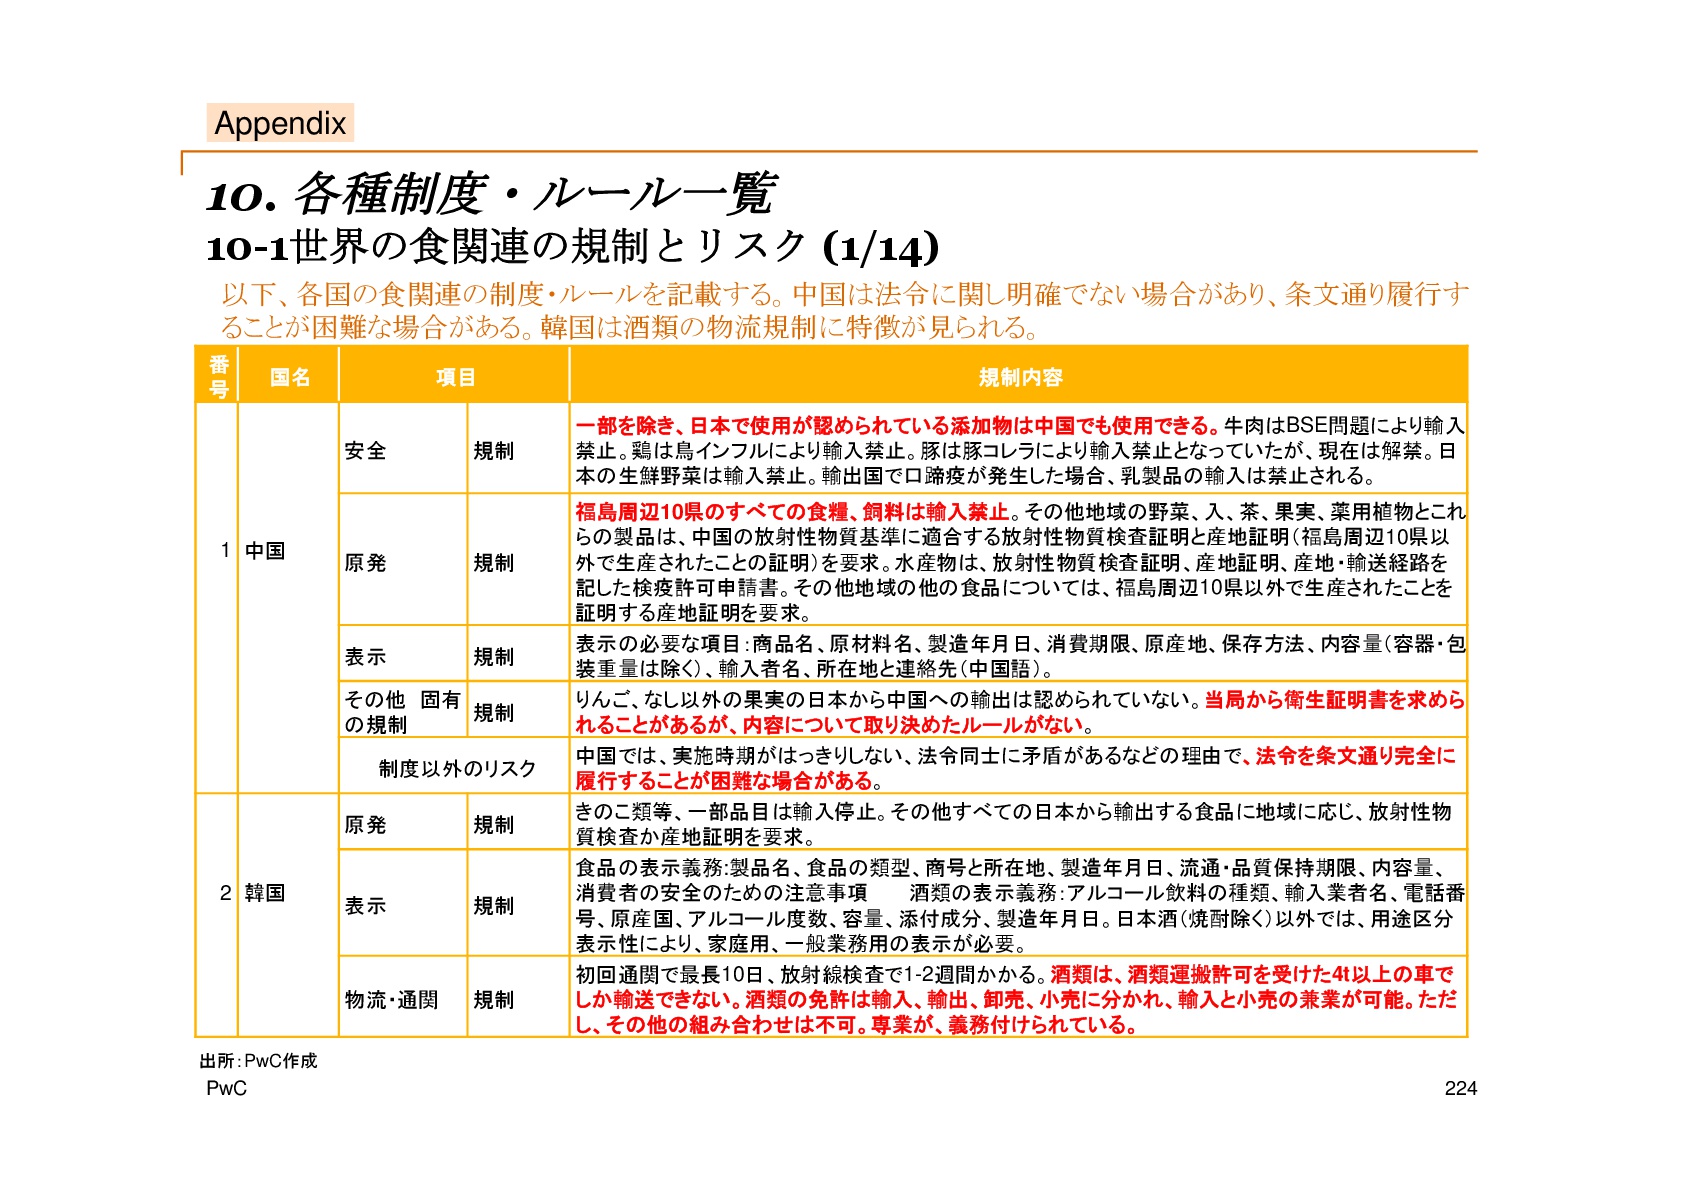 Appendix
10. 各種制度・ルール一覧
10-1世界の食関連の規制とリスク (1/14)
以下、各国の食関連の制度・ルールを記載する。中国は法令に関し明確でない場合があり、条文通り履行す
ることが困難な場合がある。韓国は酒類の物流規制に特徴が見られる。
番号 国名 項目 規制内容
1 中国
安全 規制
一部を除き、日本で使用が認められている添加物は中国でも使用できる。牛肉はBSE問題により輸入
禁止。鶏は鳥インフルにより輸入禁止。豚は豚コレラにより輸入禁止となっていたが、現在は解禁。日
本の生鮮野菜は輸入禁止。輸出国で口蹄疫が発生した場合、乳製品の輸入は禁止される。
原発 規制
福島周辺10県のすべての食糧、飼料は輸入禁止。その他地域の野菜、入、茶、果実、薬用植物とこれ
らの製品は、中国の放射性物質基準に適合する放射性物質検査証明と産地証明（福島周辺10県以
外で生産されたことの証明）を要求。水産物は、放射性物質検査証明、産地証明、産地・輸送経路を
記した検疫許可申請書。その他地域の他の食品については、福島周辺10県以外で生産されたことを
証明する産地証明を要求。
表示 規制
表示の必要な項目：商品名、原材料名、製造年月日、消費期限、原産地、保存方法、内容量（容器・包
装重量は除く）、輸入者名、所在地と連絡先（中国語）。
その他 固有
の規制
規制
りんご、なし以外の果実の日本から中国への輸出は認められていない。当局から衛生証明書を求めら
れることがあるが、内容について取り決めたルールがない。
制度以外のリスク
中国では、実施時期がはっきりしない、法令同士に矛盾があるなどの理由で、法令を条文通り完全に
履行することが困難な場合がある。
2 韓国
原発 規制
きのこ類等、一部品目は輸入停止。その他すべての日本から輸出する食品に地域に応じ、放射性物
質検査か産地証明を要求。
表示 規制
食品の表示義務：製品名、食品の類型、商号と所在地、製造年月日、流通・品質保持期限、内容量、
消費者の安全のための注意事項 酒類の表示義務：アルコール飲料の種類、輸入業者名、電話番
号、原産国、アルコール度数、容量、添付成分、製造年月日。日本酒（焼酎除く）以外では、用途区分
表示性により、家庭用、一般業務用の表示が必要。
物流・通関 規制
初回通関で最長10日、放射線検査で1-2週間かかる。酒類は、酒類運搬許可を受けた4t以上の車で
しか輸送できない。酒類の免許は輸入、輸出、卸売、小売に分かれ、輸入と小売の兼業が可能。ただ
し、その他の組み合わせは不可。専業が、義務付けられている。
出所：PwC作成
PwC
224